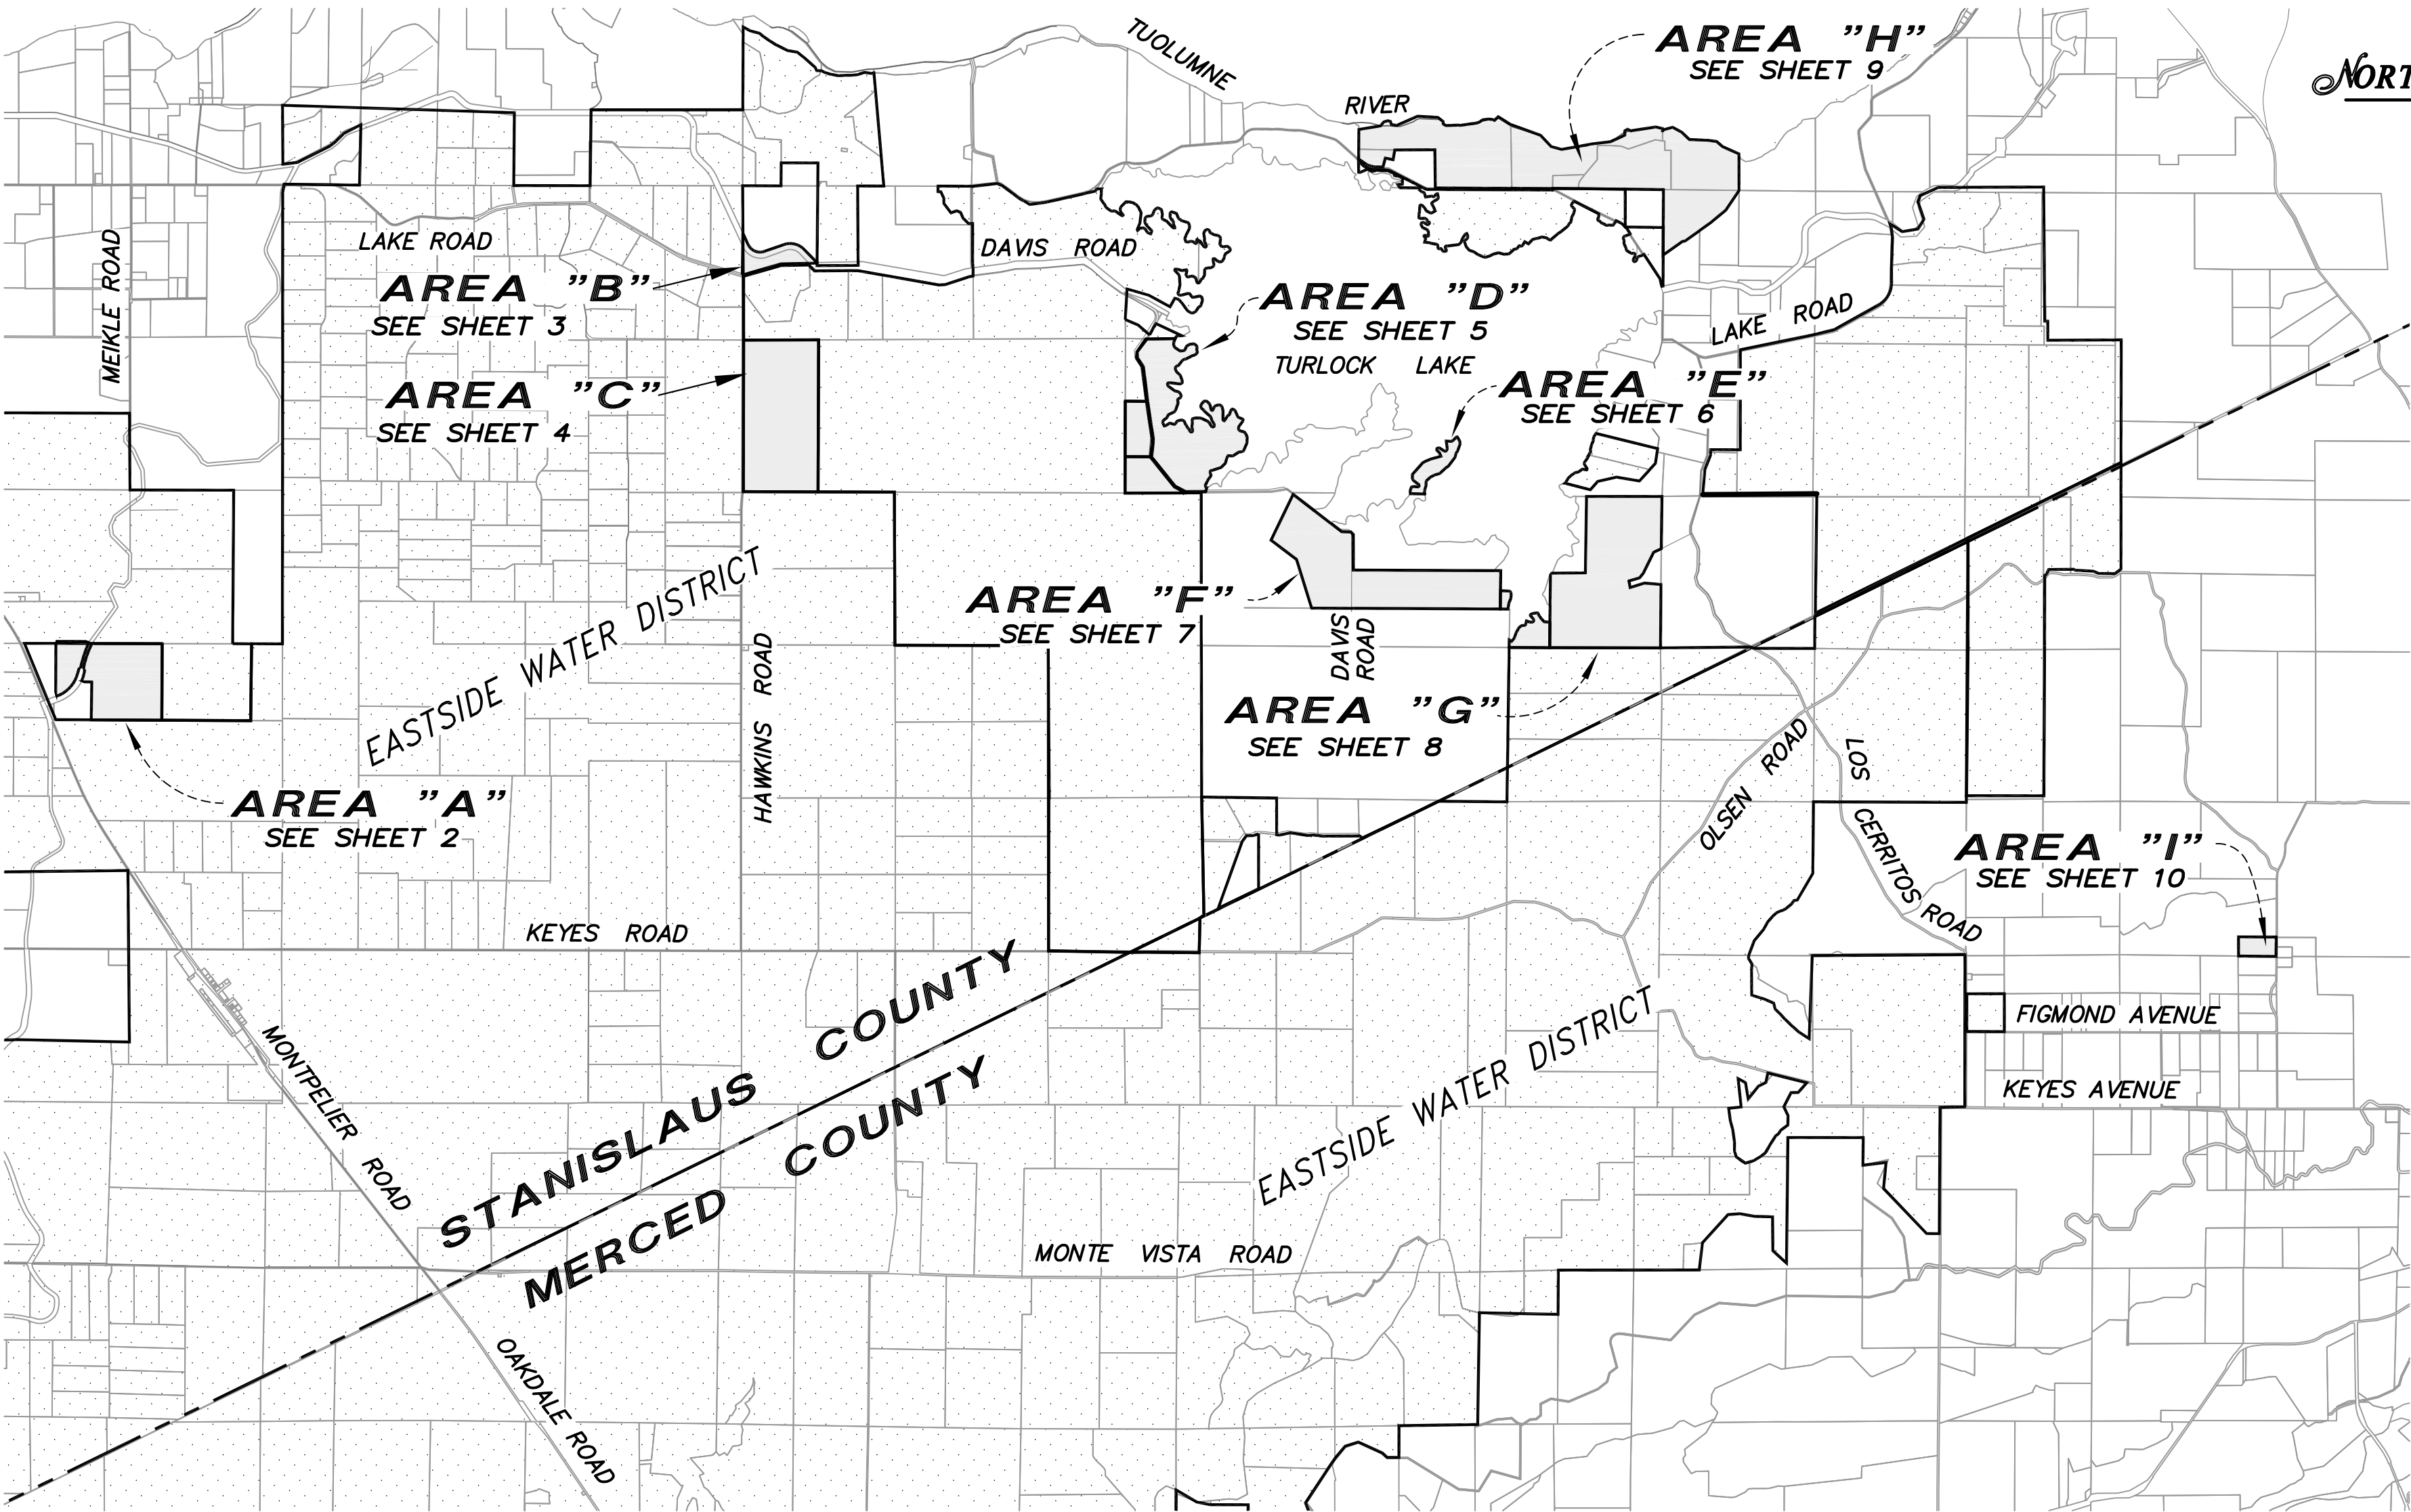 TUOLUMNE
RIVER
AREA "H"
SEE SHEET 9
NORT
MEIKLE ROAD
LAKE ROAD
DAVIS ROAD
AREA "B"
SEE SHEET 3
AREA "D"
SEE SHEET 5
TURLOCK LAKE
LAKE ROAD
AREA "C"
SEE SHEET 4
AREA "E"
SEE SHEET 6
EASTSIDE WATER DISTRICT
HAWKINS ROAD
AREA "F"
SEE SHEET 7
DAVIS
ROAD
AREA "G"
SEE SHEET 8
OLSEN ROAD
LOS
CERRITOS ROAD
AREA "A"
SEE SHEET 2
AREA "I"
SEE SHEET 10
KEYES ROAD
FIGMOND AVENUE
KEYES AVENUE
MONTPELIER ROAD
STANISLAUS COUNTY
MERCED COUNTY
EASTSIDE WATER DISTRICT
MONTE VISTA ROAD
OAKDALE ROAD